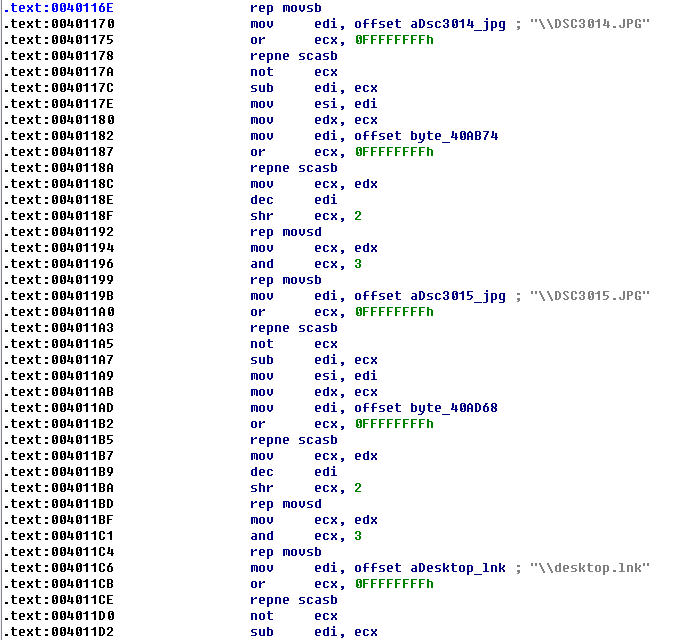 .text:0040116E rep movsb
.text:00401170 mov edi, offset aDsc3014_jpg ; "\\DSC3014.JPG"
.text:00401175 or ecx, 0FFFFFFFFh
.text:00401178 repne scasb
.text:0040117A not ecx
.text:0040117C sub edi, ecx
.text:0040117E mov esi, edi
.text:00401180 mov edx, ecx
.text:00401182 mov edi, offset byte_40AB74
.text:00401187 or ecx, 0FFFFFFFFh
.text:0040118A repne scasb
.text:0040118C mov ecx, edx
.text:0040118E dec edi
.text:0040118F shr ecx, 2
.text:00401192 rep movsd
.text:00401194 mov ecx, edx
.text:00401196 and ecx, 3
.text:00401199 rep movsb
.text:0040119B mov edi, offset aDsc3015_jpg ; "\\DSC3015.JPG"
.text:004011A0 or ecx, 0FFFFFFFFh
.text:004011A3 repne scasb
.text:004011A5 not ecx
.text:004011A7 sub edi, ecx
.text:004011A9 mov esi, edi
.text:004011AB mov edx, ecx
.text:004011AD mov edi, offset byte_40AD68
.text:004011B2 or ecx, 0FFFFFFFFh
.text:004011B5 repne scasb
.text:004011B7 mov ecx, edx
.text:004011B9 dec edi
.text:004011BA shr ecx, 2
.text:004011BD rep movsd
.text:004011BF mov ecx, edx
.text:004011C1 and ecx, 3
.text:004011C4 rep movsb
.text:004011C6 mov edi, offset aDesktop_lnk ; "\\desktop.lnk"
.text:004011CB or ecx, 0FFFFFFFFh
.text:004011CE repne scasb
.text:004011D0 not ecx
.text:004011D2 sub edi, ecx